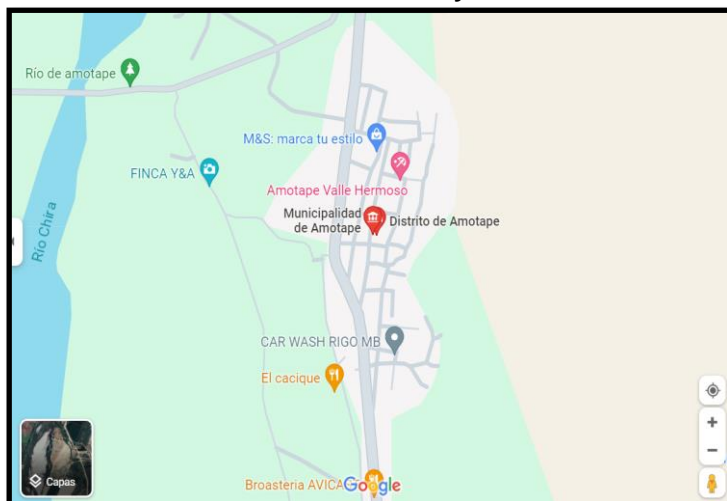 Río de amotape
M&S: marca tu estilo
FINCA Y&A
Amotape Valle Hermoso
Municipalidad
de Amotape
Distrito de Amotape
Río Chira
CAR WASH RIGO MB
El cacique
Capas
Broasteria AVICA
Google